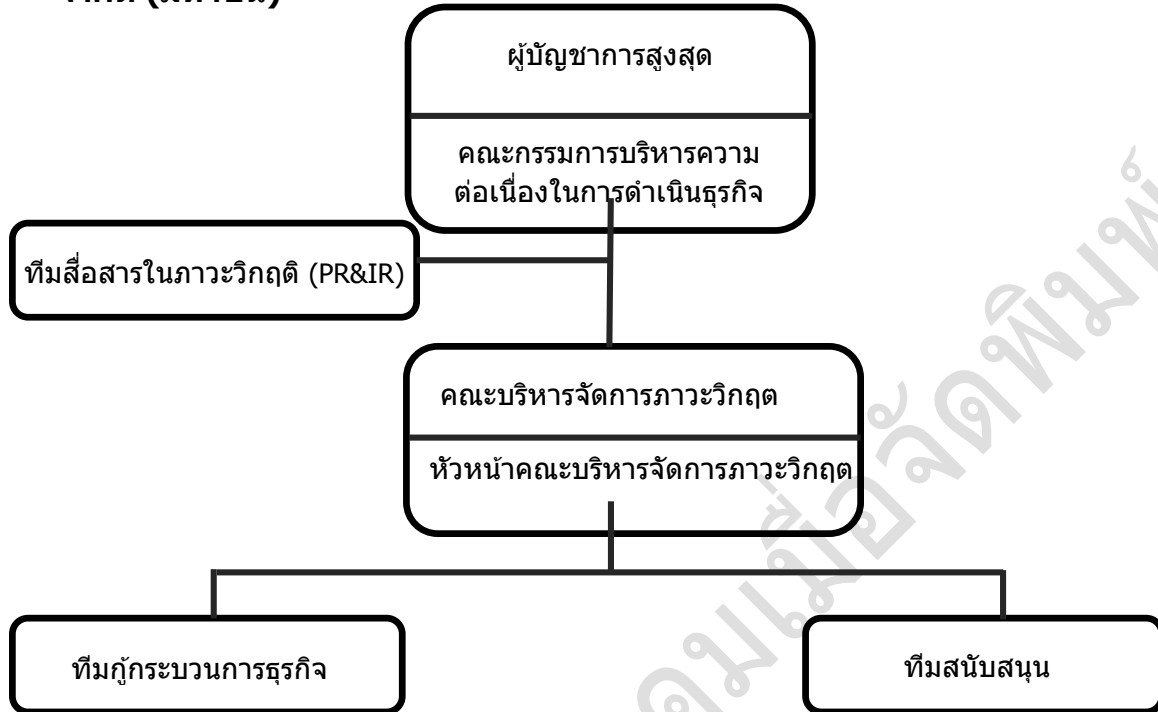 ผู้บัญชาการสูงสุด
คณะกรรมการบริหารความ
ต่อเนื่องในการดำเนินธุรกิจ
ทีมสื่อสารในภาวะวิกฤติ (PR&IR)
คณะบริหารจัดการภาวะวิกฤต
หัวหน้าคณะบริหารจัดการภาวะวิกฤต
ทีมกู้กระบวนการธุรกิจ
ทีมสนับสนุน